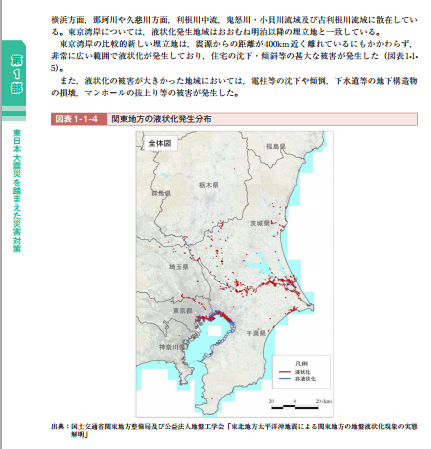 横浜方面，那珂川や久慈川方面，利根川中流，鬼怒川・小貝川流域及び古利根川流域に散在してい
る。東京湾岸については，液状化発生地域はおおむね明治以降の埋立地と一致している。
東京湾岸の比較的新しい埋立地は，震源からの距離が400km近く離れているにもかかわらず，
非常に広い範囲で液状化が発生しており，住宅の沈下・傾斜等の甚大な被害が発生した（図表1-1-
5）。
また，液状化の被害が大きかった地域においては，電柱等の沈下や傾倒，下水道等の地下構造物
の損壊，マンホールの抜上り等の被害が発生した。
第1部
東日本大震災を踏まえた災害対策
図表1-1-4 関東地方の液状化発生分布
全体図
福島県
栃木県
群馬県
茨城県
埼玉県
東京都
千葉県
神奈川県
凡例
液状化
非液状化
20 0 20 (km)
出典：国土交通省関東地方整備局及び公益法人地盤工学会「東北地方太平洋沖地震による関東地方の地盤液状化現象の実態
解明」